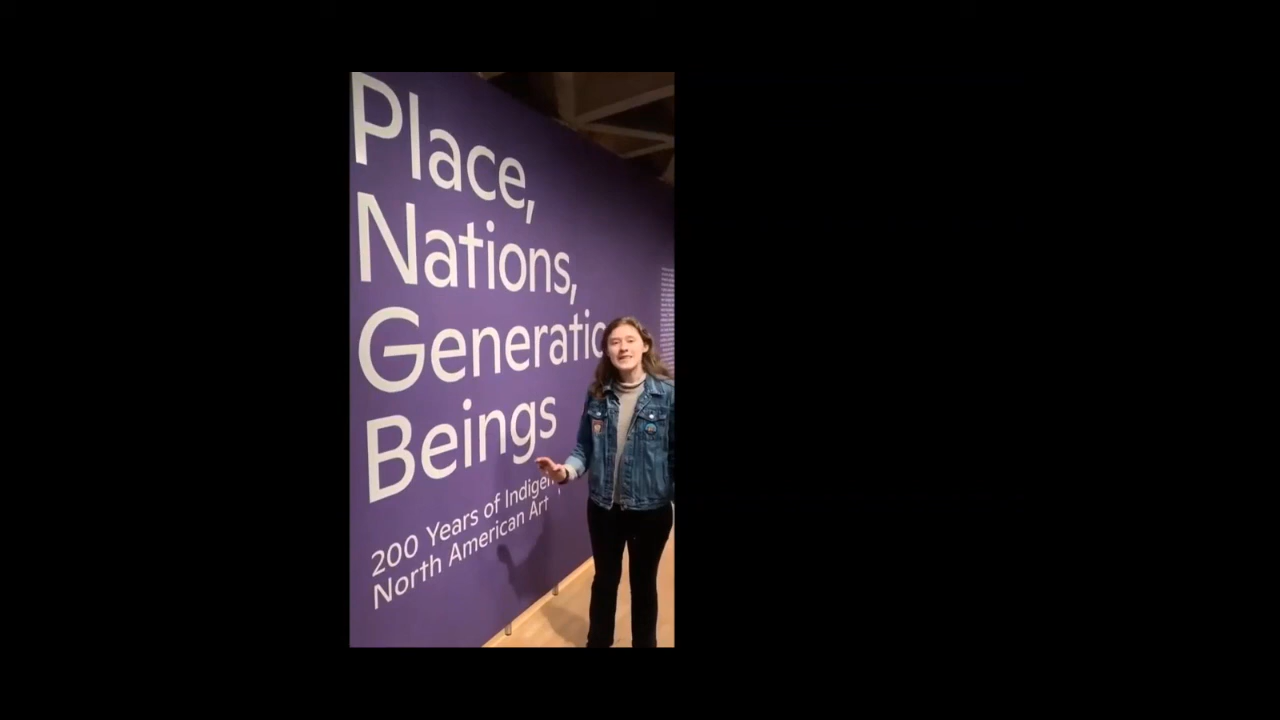 Place,
Nations,
Generatio
Beings
200 Years of Indigen
North American Art